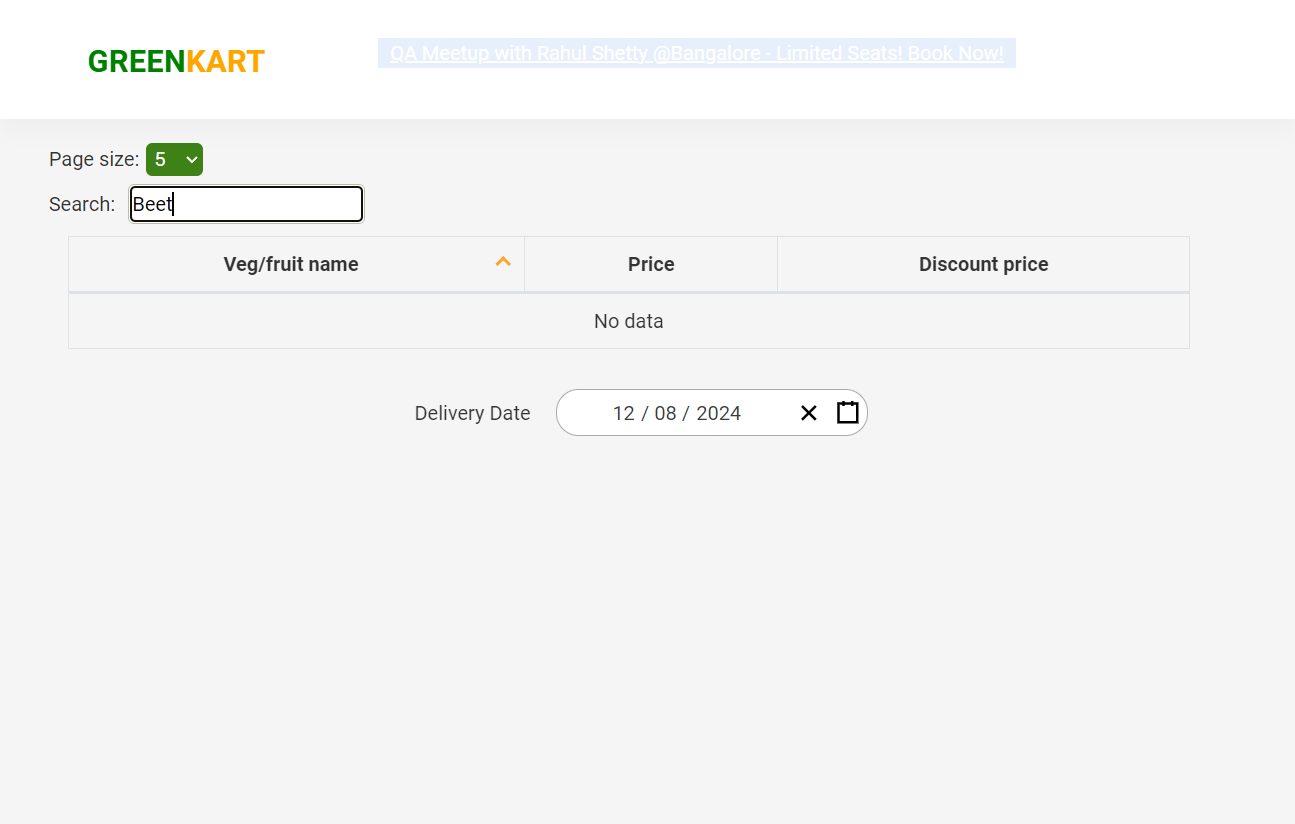 GREENKART
QA Meetup with Rahul Shetty @Bangalore - Limited Seats! Book Now!
Page size: 5
Search: Beet
Veg/fruit name Price Discount price
No data
Delivery Date 12 / 08 / 2024